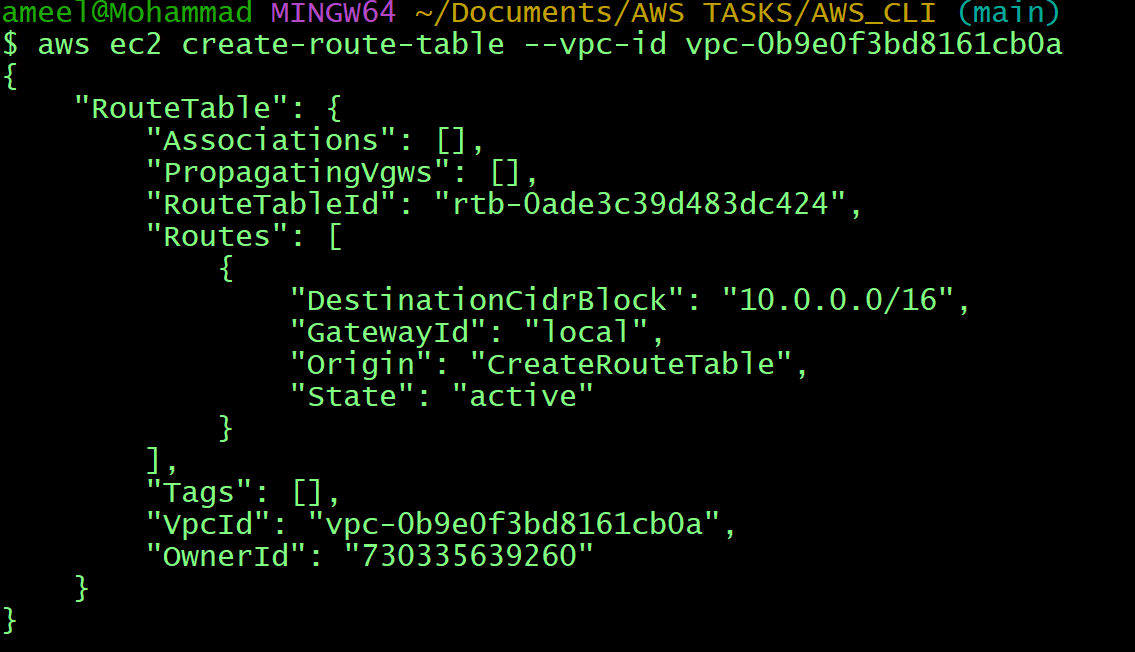 ameel@Mohammad MINGW64 ~/Documents/AWS TASKS/AWS_CLI (main)
$ aws ec2 create-route-table --vpc-id vpc-0b9e0f3bd8161cb0a
{
    "RouteTable": {
        "Associations": [],
        "PropagatingVgws": [],
        "RouteTableId": "rtb-0ade3c39d483dc424",
        "Routes": [
            {
                "DestinationCidrBlock": "10.0.0.0/16",
                "GatewayId": "local",
                "Origin": "CreateRouteTable",
                "State": "active"
            }
        ],
        "Tags": [],
        "VpcId": "vpc-0b9e0f3bd8161cb0a",
        "OwnerId": "730335639260"
    }
}